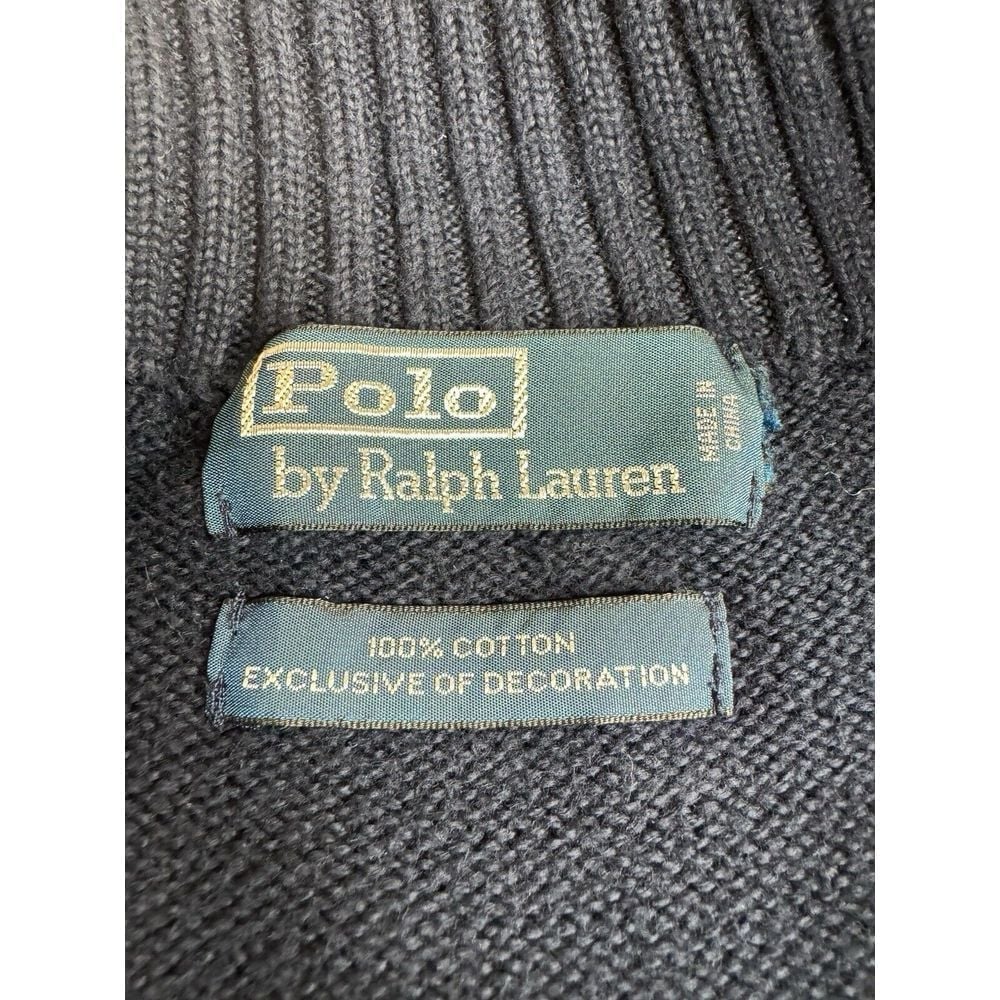 Polo
by Ralph Lauren
MADE IN
CHINA
100% COTTON
EXCLUSIVE OF DECORATION